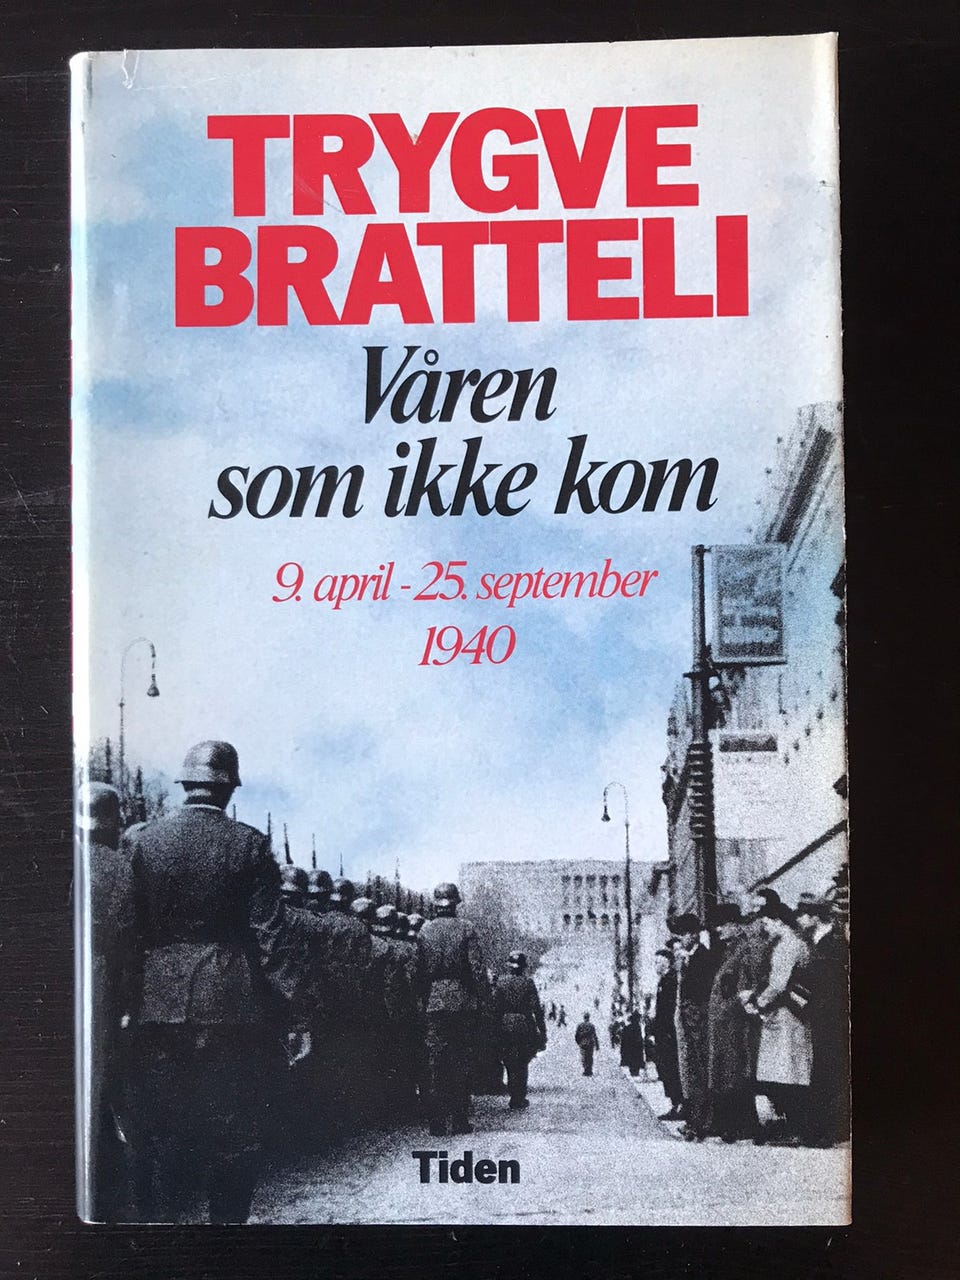 TRYGVE
BRATTELI
Våren
som ikke kom
9. april - 25. september
1940
Tiden